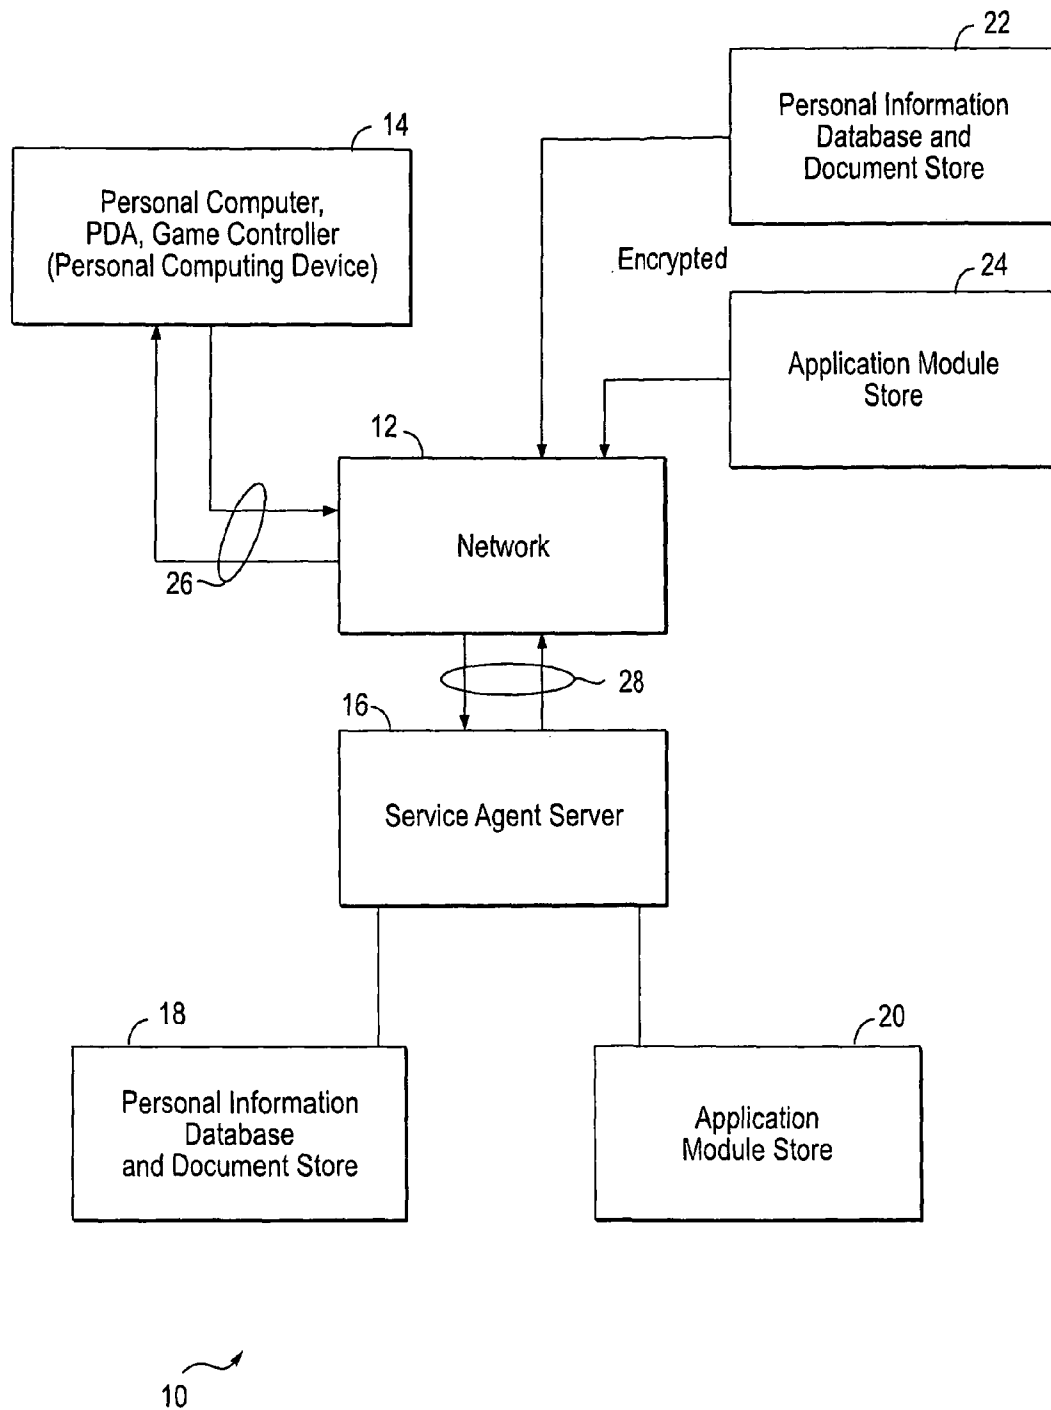 22
Personal Information
Database and
Document Store
14
Personal Computer,
PDA, Game Controller
(Personal Computing Device)
Encrypted
24
Application Module
Store
12
Network
26
28
16
Service Agent Server
18
Personal Information
Database
and Document Store
20
Application
Module Store
10